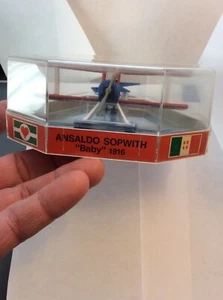 ANSALDO SOPWITH
"Baby" 1916